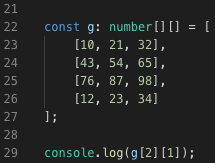 21
22 const g: number[][] = [
23     [10, 21, 32],
24     [43, 54, 65],
25     [76, 87, 98],
26     [12, 23, 34]
27 ];
28
29 console.log(g[2][1]);